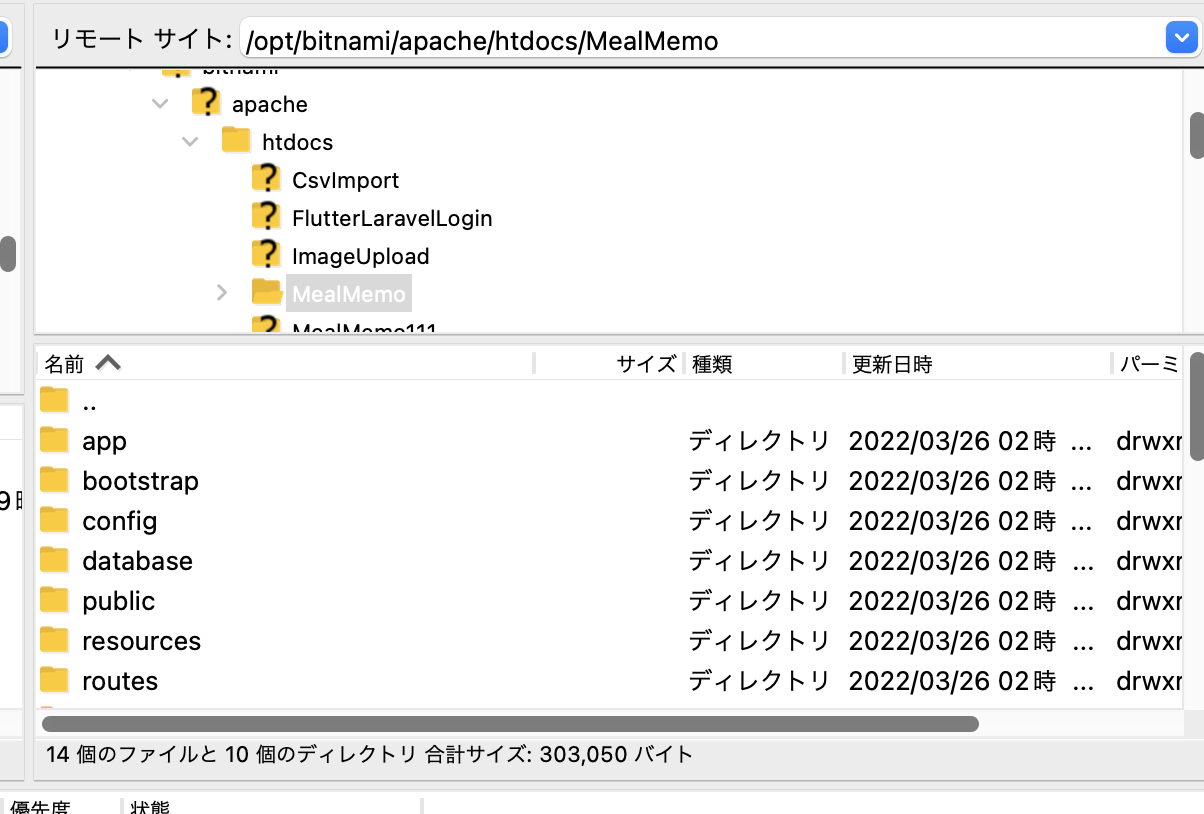 リモート サイト: /opt/bitnami/apache/htdocs/MealMemo
bitnami
apache
htdocs
CsvImport
FlutterLaravelLogin
ImageUpload
MealMemo
MealMemo111
名前 サイズ 種類 更新日時 パーミ
..
app ディレクトリ 2022/03/26 02時 ... drwxr
bootstrap ディレクトリ 2022/03/26 02時 ... drwxr
config ディレクトリ 2022/03/26 02時 ... drwxr
database ディレクトリ 2022/03/26 02時 ... drwxr
public ディレクトリ 2022/03/26 02時 ... drwxr
resources ディレクトリ 2022/03/26 02時 ... drwxr
routes ディレクトリ 2022/03/26 02時 ... drwxr
14 個のファイルと 10 個のディレクトリ 合計サイズ: 303,050 バイト
優先度 状態